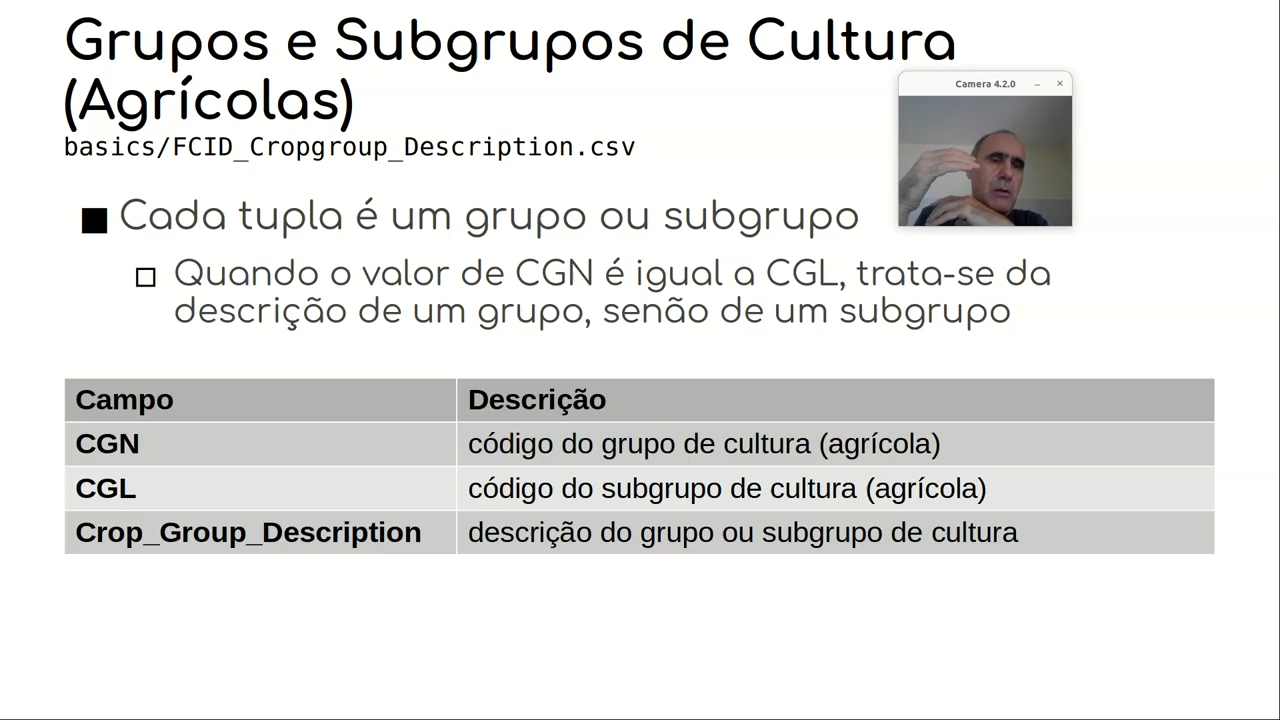 Grupos e Subgrupos de Cultura
(Agrícolas)
basics/FCID_Cropgroup_Description.csv
Camera 4.2.0
Cada tupla é um grupo ou subgrupo
Quando o valor de CGN é igual a CGL, trata-se da
descrição de um grupo, senão de um subgrupo
Campo Descrição
CGN código do grupo de cultura (agrícola)
CGL código do subgrupo de cultura (agrícola)
Crop_Group_Description descrição do grupo ou subgrupo de cultura